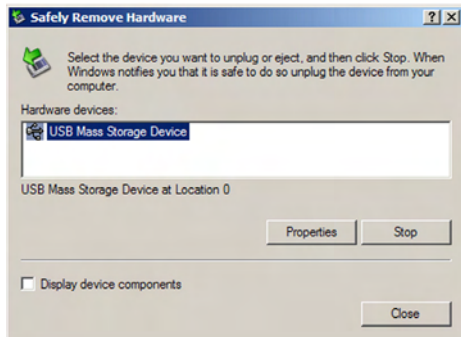 Safely Remove Hardware
Select the device you want to unplug or eject, and then click Stop. When
Windows notifies you that it is safe to do so unplug the device from your
computer.
Hardware devices:
USB Mass Storage Device
USB Mass Storage Device at Location 0
Properties
Stop
Display device components
Close